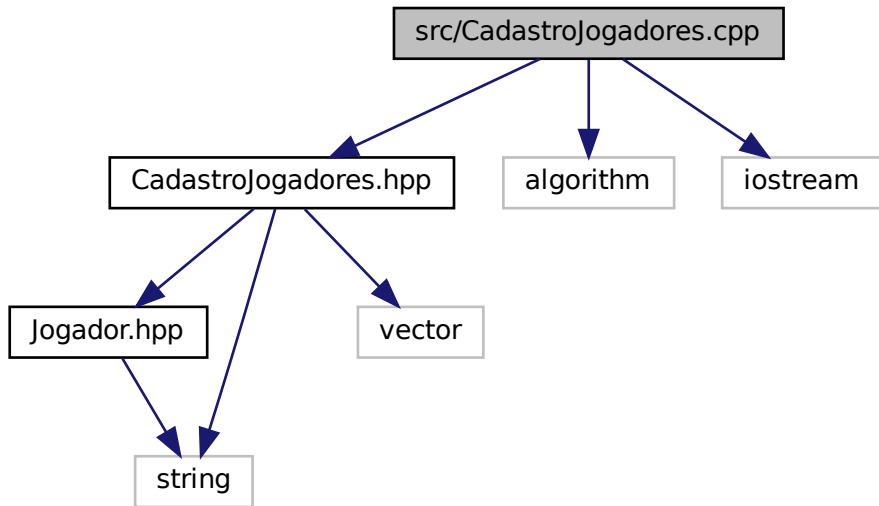 src/CadastroJogadores.cpp
CadastroJogadores.hpp
algorithm
iostream
Jogador.hpp
vector
string